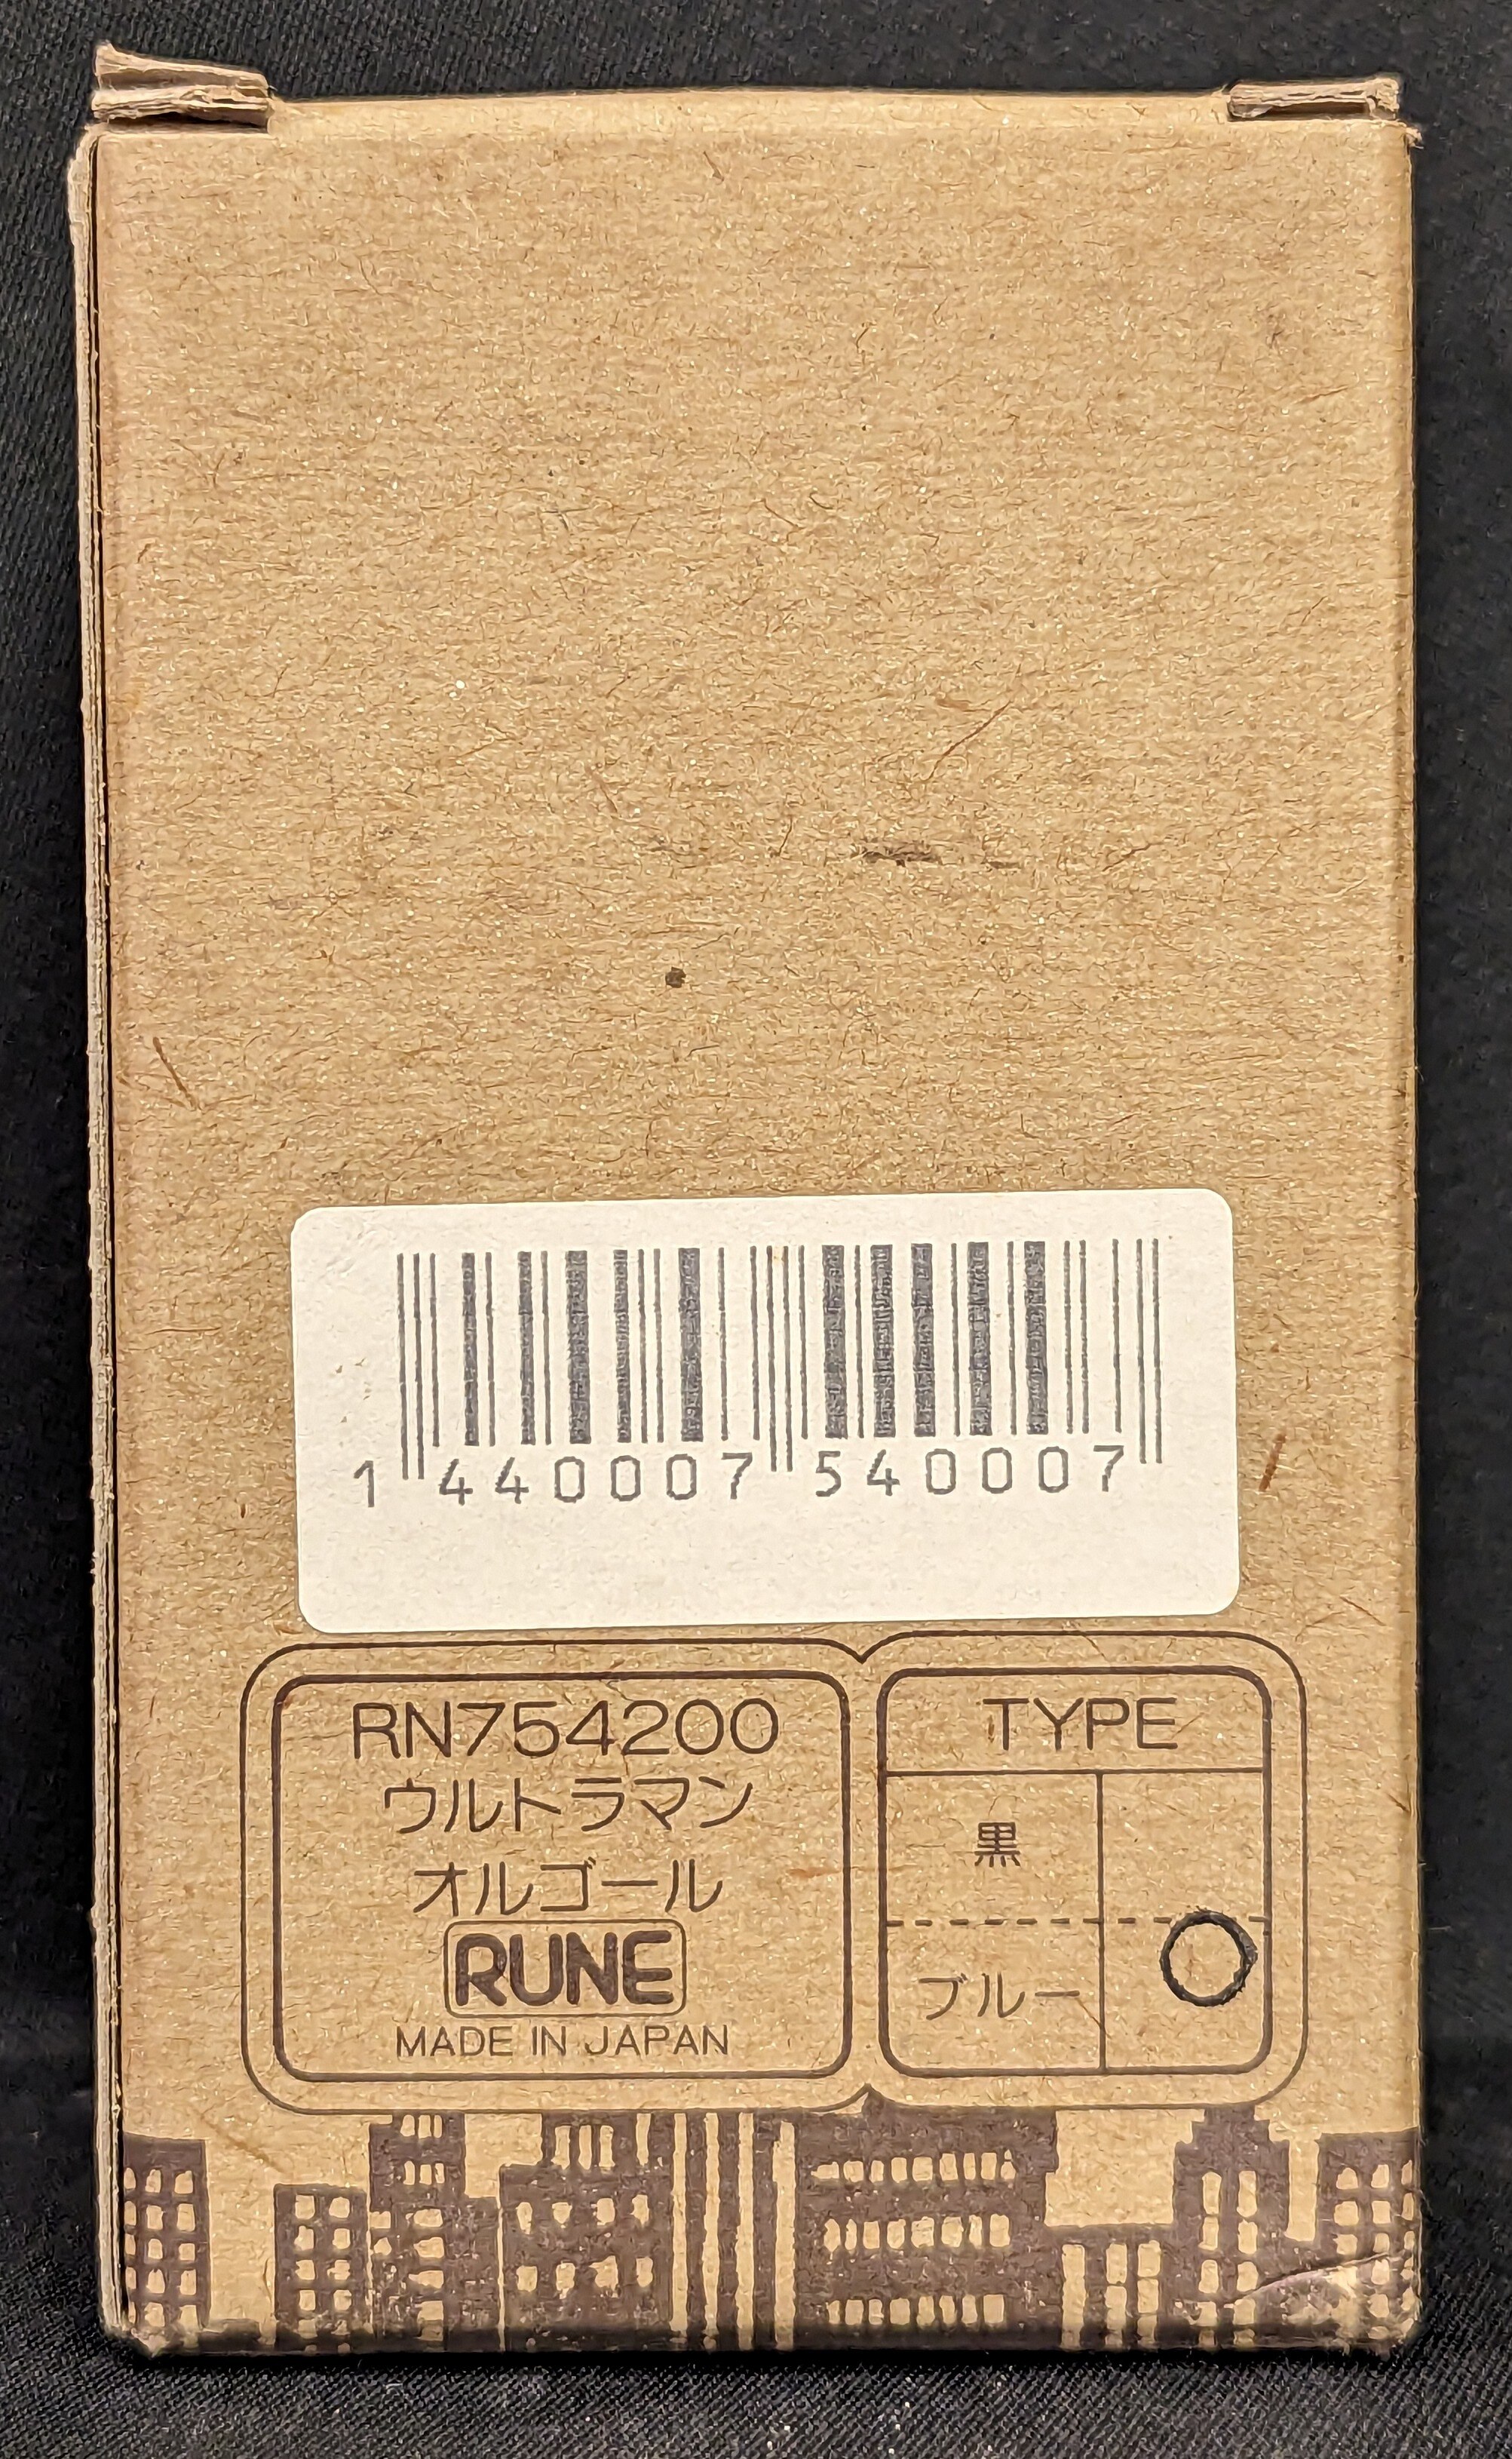 1 440007 540007
RN754200
ウルトラマン
オルゴール
RUNE
MADE IN JAPAN
TYPE
黒
ブルー